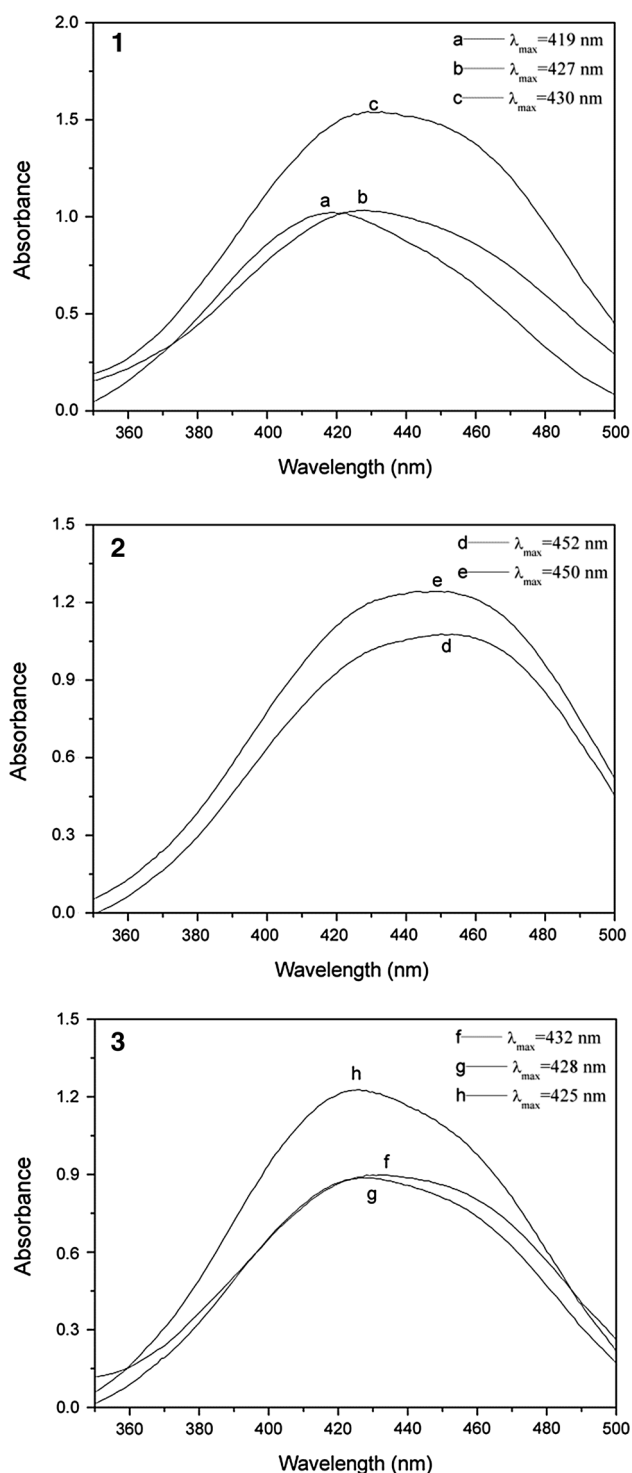 1
a λmax=419 nm
b λmax=427 nm
c λmax=430 nm
2.0
1.5
1.0
0.5
0.0
Absorbance
c
a
b
360 380 400 420 440 460 480 500
Wavelength (nm)
2
d λmax=452 nm
e λmax=450 nm
1.5
1.2
0.9
0.6
0.3
0.0
Absorbance
e
d
360 380 400 420 440 460 480 500
Wavelength (nm)
3
f λmax=432 nm
g λmax=428 nm
h λmax=425 nm
1.5
1.2
0.9
0.6
0.3
0.0
Absorbance
h
f
g
360 380 400 420 440 460 480 500
Wavelength (nm)